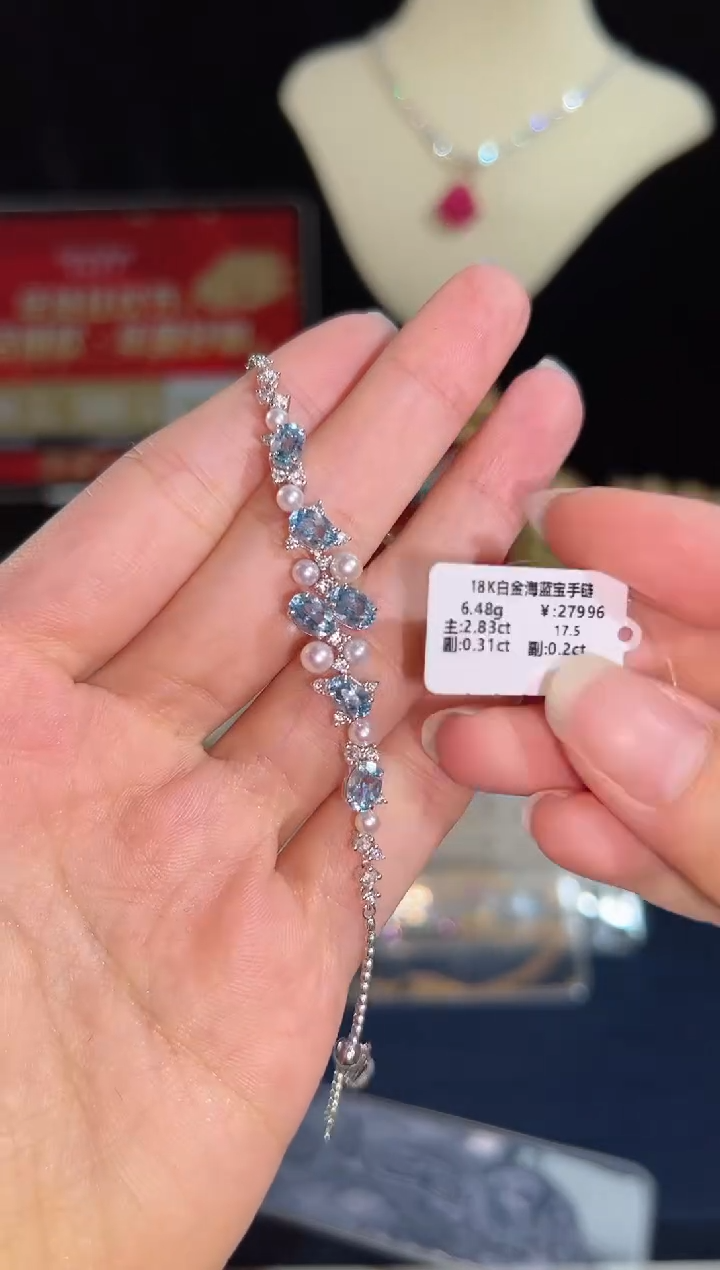 18K白金海蓝宝手链
6.48g ¥:27996
主:2.83ct 17.5
副:0.31ct 副:0.2ct